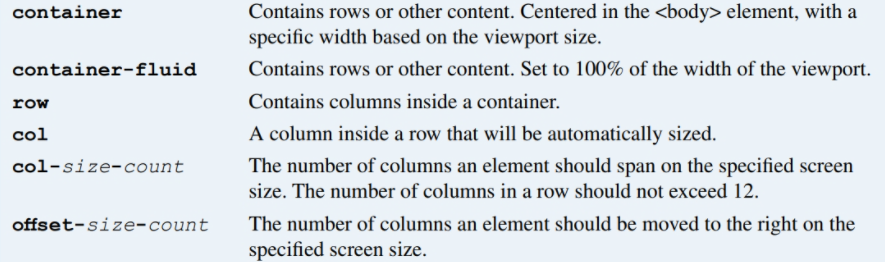 container Contains rows or other content. Centered in the <body> element, with a
specific width based on the viewport size.
container-fluid Contains rows or other content. Set to 100% of the width of the viewport.
row Contains columns inside a container.
col A column inside a row that will be automatically sized.
col-size-count The number of columns an element should span on the specified screen
size. The number of columns in a row should not exceed 12.
offset-size-count The number of columns an element should be moved to the right on the
specified screen size.